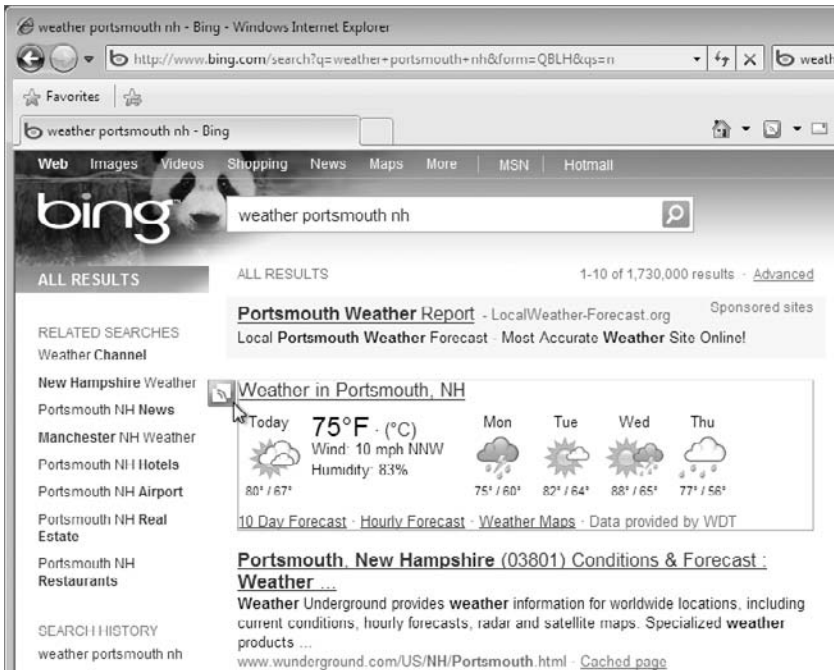 weather portsmouth nh - Bing - Windows Internet Explorer
http://www.bing.com/search?q=weather+portsmouth+nh&form=QBLH&qs=n
weath
Favorites
weather portsmouth nh - Bing
Web Images Videos Shopping News Maps More | MSN | Hotmail
bing
weather portsmouth nh
ALL RESULTS
RELATED SEARCHES
Weather Channel
New Hampshire Weather
Portsmouth NH News
Manchester NH Weather
Portsmouth NH Hotels
Portsmouth NH Airport
Portsmouth NH Real
Estate
Portsmouth NH
Restaurants
SEARCH HISTORY
weather portsmouth nh
ALL RESULTS
1-10 of 1,730,000 results · Advanced
Portsmouth Weather Report - LocalWeather-Forecast.org
Sponsored sites
Local Portsmouth Weather Forecast - Most Accurate Weather Site Online!
Weather in Portsmouth, NH
Today
75°F · (°C)
Wind: 10 mph NNW
Humidity: 83%
80° / 67°
Mon
75° / 60°
Tue
82° / 64°
Wed
88° / 65°
Thu
77° / 56°
10 Day Forecast · Hourly Forecast · Weather Maps · Data provided by WDT
Portsmouth, New Hampshire (03801) Conditions & Forecast :
Weather ...
Weather Underground provides weather information for worldwide locations, including
current conditions, hourly forecasts, radar and satellite maps. Specialized weather
products ...
www.wunderground.com/US/NH/Portsmouth.html · Cached page